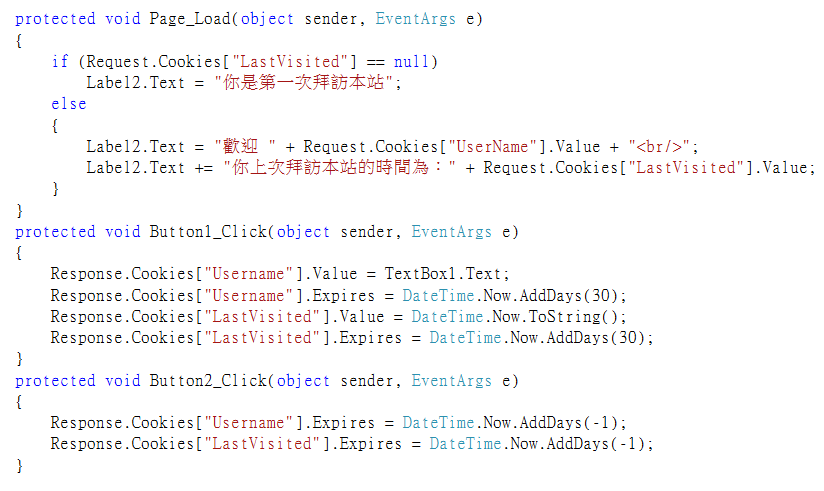 protected void Page_Load(object sender, EventArgs e)
{
    if (Request.Cookies["LastVisited"] == null)
        Label2.Text = "你是第一次拜訪本站";
    else
    {
        Label2.Text = "歡迎 " + Request.Cookies["UserName"].Value + "<br/>";
        Label2.Text += "你上次拜訪本站的時間為：" + Request.Cookies["LastVisited"].Value;
    }
}
protected void Button1_Click(object sender, EventArgs e)
{
    Response.Cookies["Username"].Value = TextBox1.Text;
    Response.Cookies["Username"].Expires = DateTime.Now.AddDays(30);
    Response.Cookies["LastVisited"].Value = DateTime.Now.ToString();
    Response.Cookies["LastVisited"].Expires = DateTime.Now.AddDays(30);
}
protected void Button2_Click(object sender, EventArgs e)
{
    Response.Cookies["Username"].Expires = DateTime.Now.AddDays(-1);
    Response.Cookies["LastVisited"].Expires = DateTime.Now.AddDays(-1);
}